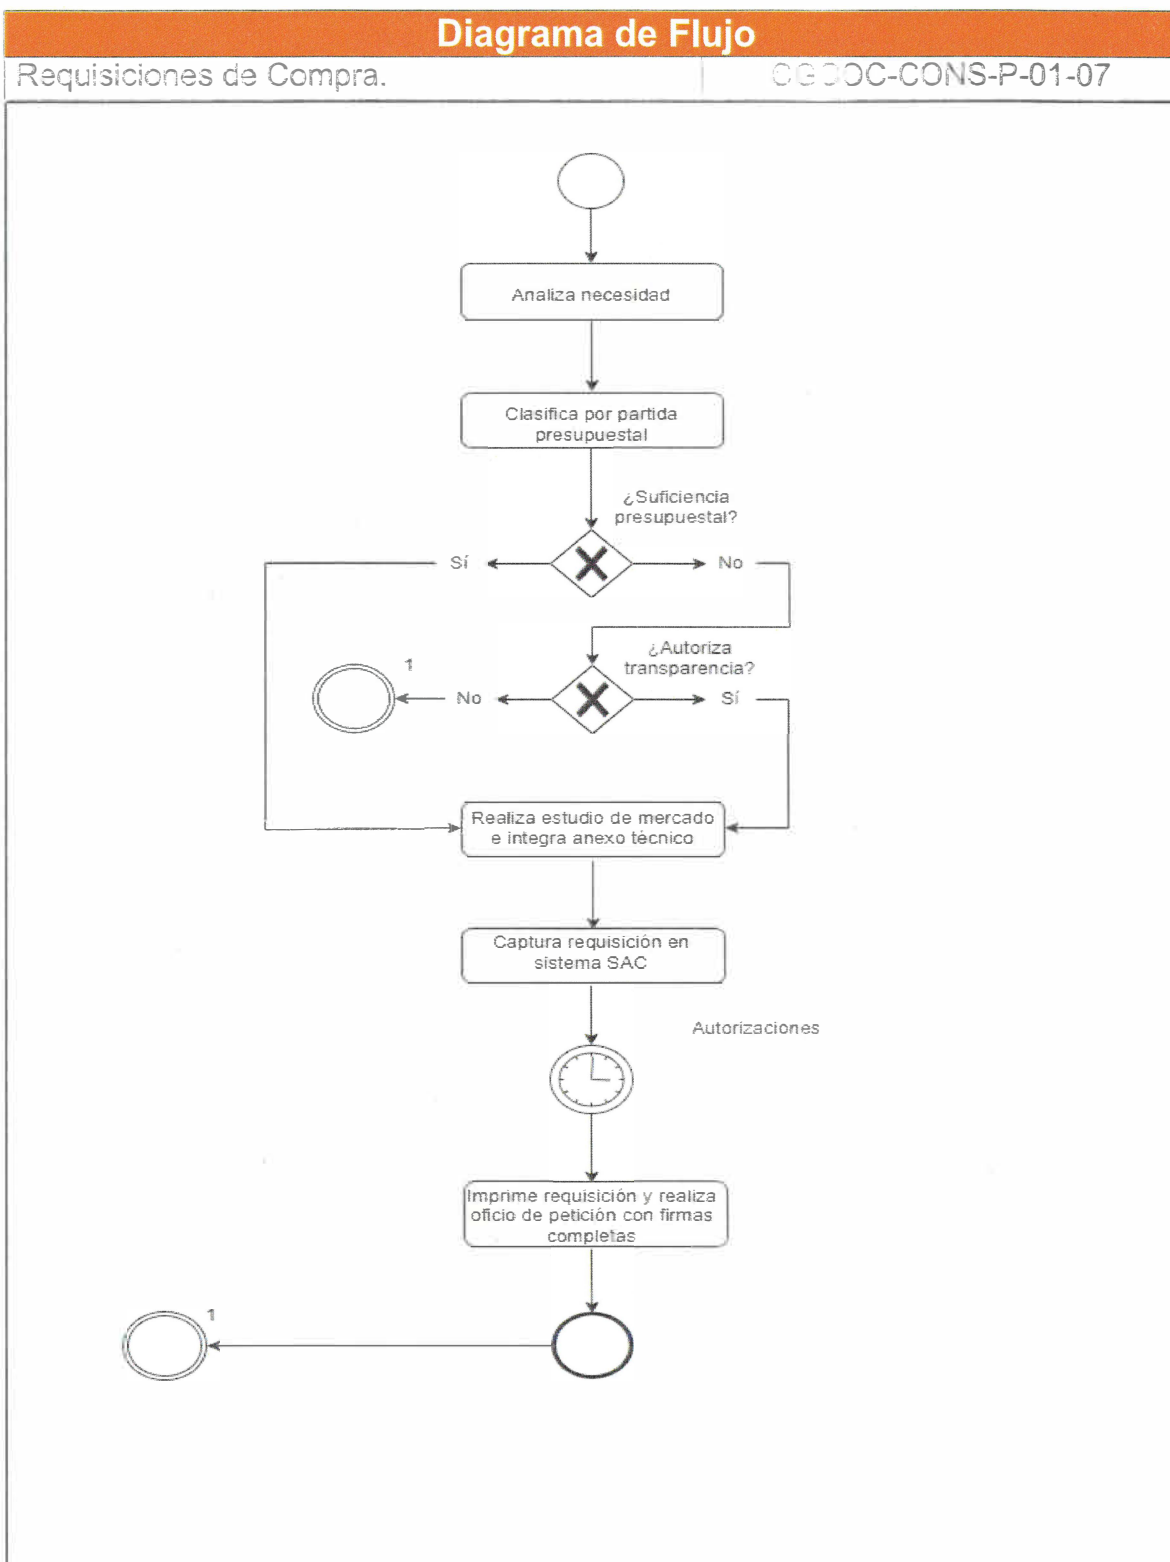 Diagrama de Flujo
Requisiciones de Compra.
CGCOC-CONS-P-01-07
Analiza necesidad
Clasifica por partida
presupuestal
¿Suficiencia
presupuestal?
Sí
No
¿Autoriza
transparencia?
1
No
Sí
Realiza estudio de mercado
e integra anexo técnico
Captura requisición en
sistema SAC
Autorizaciones
Imprime requisición y realiza
oficio de petición con firmas
completas
1